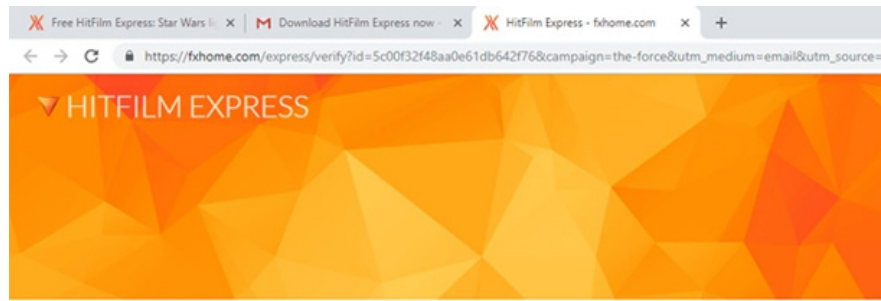 Free HitFilm Express: Star Wars
Download HitFilm Express now -
HitFilm Express - fxhome.com
https://fxhome.com/express/verify?id=5c00f32f48aa0e61db642f76&campaign=the-force&utm_medium=email&utm_source=
HITFILM EXPRESS